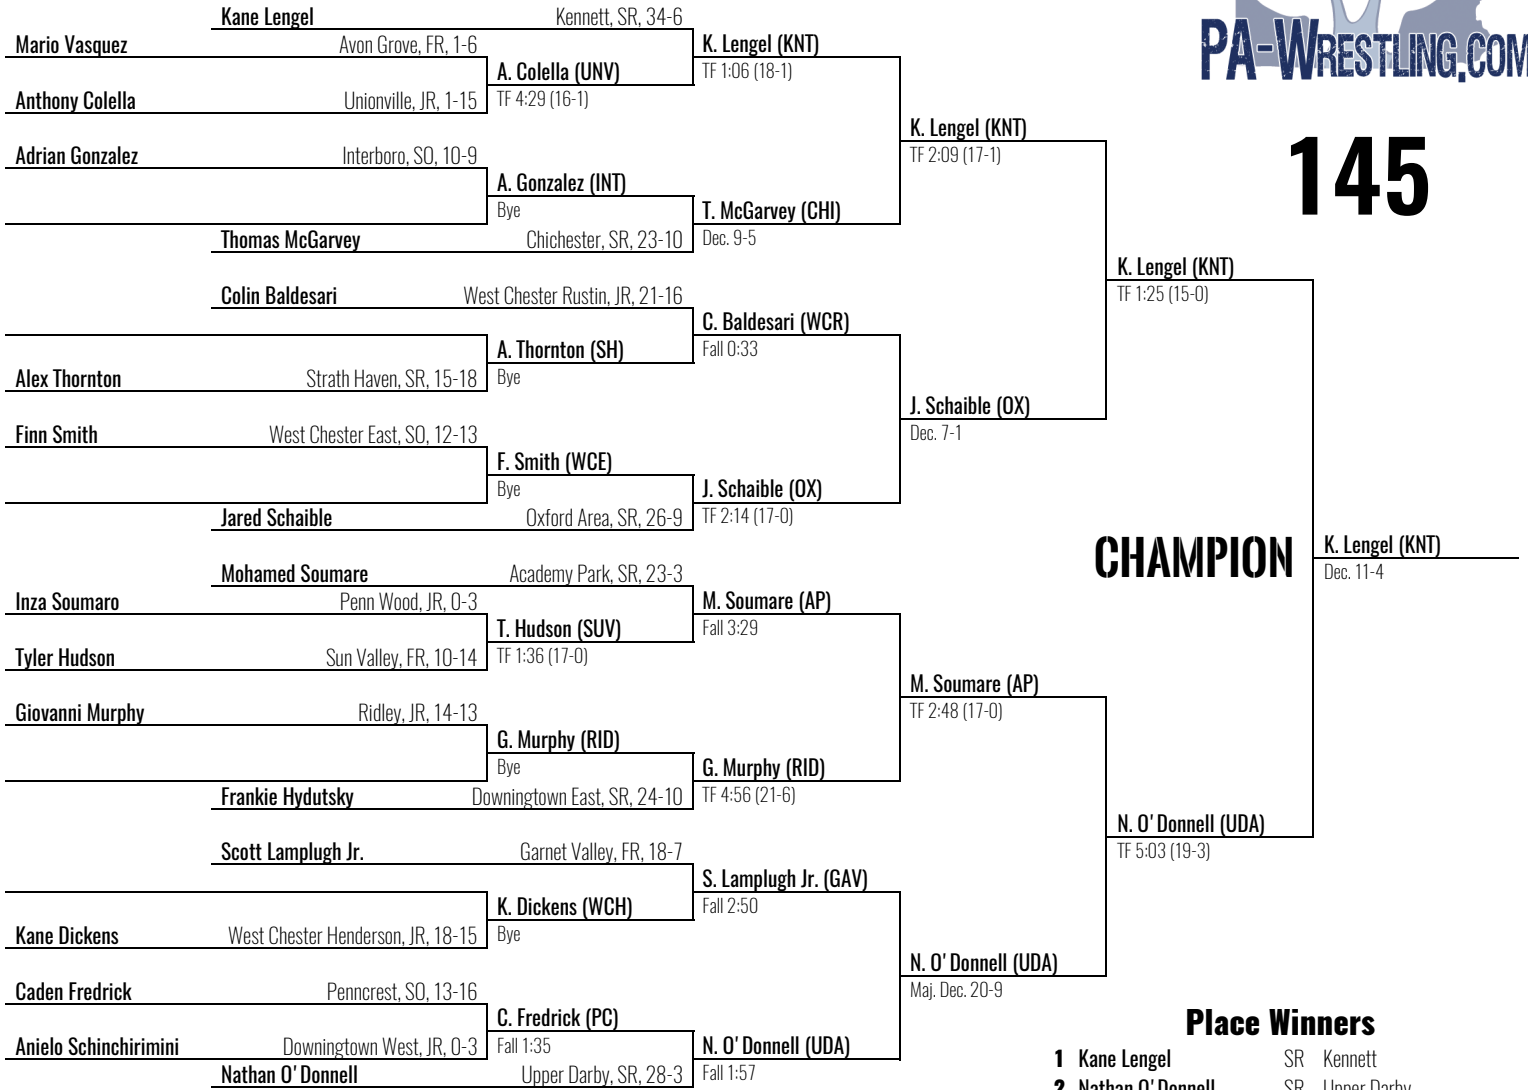 Kane Lengel Kennett, SR, 34-6
Mario Vasquez Avon Grove, FR, 1-6
K. Lengel (KNT)
TF 1:06 (18-1)
A. Colella (UNV)
TF 4:29 (16-1)
Anthony Colella Unionville, JR, 1-15
PA-WRESTLING.COM
K. Lengel (KNT)
TF 2:09 (17-1)
145
Adrian Gonzalez Interboro, SO, 10-9
A. Gonzalez (INT)
Bye
T. McGarvey (CHI)
Dec. 9-5
Thomas McGarvey Chichester, SR, 23-10
K. Lengel (KNT)
TF 1:25 (15-0)
Colin Baldesari West Chester Rustin, JR, 21-16
C. Baldesari (WCR)
Fall 0:33
A. Thornton (SH)
Bye
Alex Thornton Strath Haven, SR, 15-18
J. Schaible (OX)
Dec. 7-1
Finn Smith West Chester East, SO, 12-13
F. Smith (WCE)
Bye
J. Schaible (OX)
TF 2:14 (17-0)
Jared Schaible Oxford Area, SR, 26-9
CHAMPION
K. Lengel (KNT)
Dec. 11-4
Mohamed Soumare Academy Park, SR, 23-3
Inza Soumaro Penn Wood, JR, 0-3
M. Soumare (AP)
Fall 3:29
T. Hudson (SUV)
TF 1:36 (17-0)
Tyler Hudson Sun Valley, FR, 10-14
M. Soumare (AP)
TF 2:48 (17-0)
Giovanni Murphy Ridley, JR, 14-13
G. Murphy (RID)
Bye
G. Murphy (RID)
TF 4:56 (21-6)
Frankie Hydutsky Downingtown East, SR, 24-10
N. O'Donnell (UDA)
TF 5:03 (19-3)
Scott Lamplugh Jr. Garnet Valley, FR, 18-7
S. Lamplugh Jr. (GAV)
Fall 2:50
K. Dickens (WCH)
Bye
Kane Dickens West Chester Henderson, JR, 18-15
N. O'Donnell (UDA)
Maj. Dec. 20-9
Caden Fredrick Penncrest, SO, 13-16
C. Fredrick (PC)
Fall 1:35
Anielo Schinchirimini Downingtown West, JR, 0-3
N. O'Donnell (UDA)
Fall 1:57
Nathan O'Donnell Upper Darby, SR, 28-3
Place Winners
1 Kane Lengel SR Kennett
2 Nathan O'Donnell SR Upper Darby